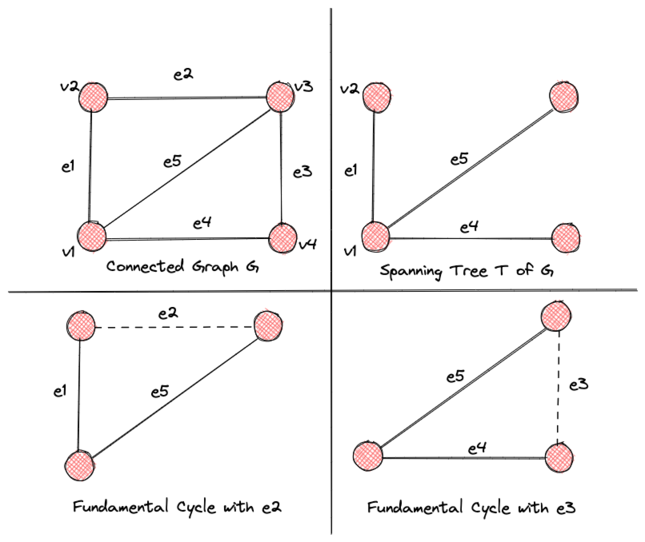 e2
v2
v3
e1
e5
e3
e4
v1
v4
Connected Graph G
v2
e5
e1
e4
v1
Spanning Tree T of G
e2
e1
e5
Fundamental Cycle with e2
e5
e3
e4
Fundamental Cycle with e3